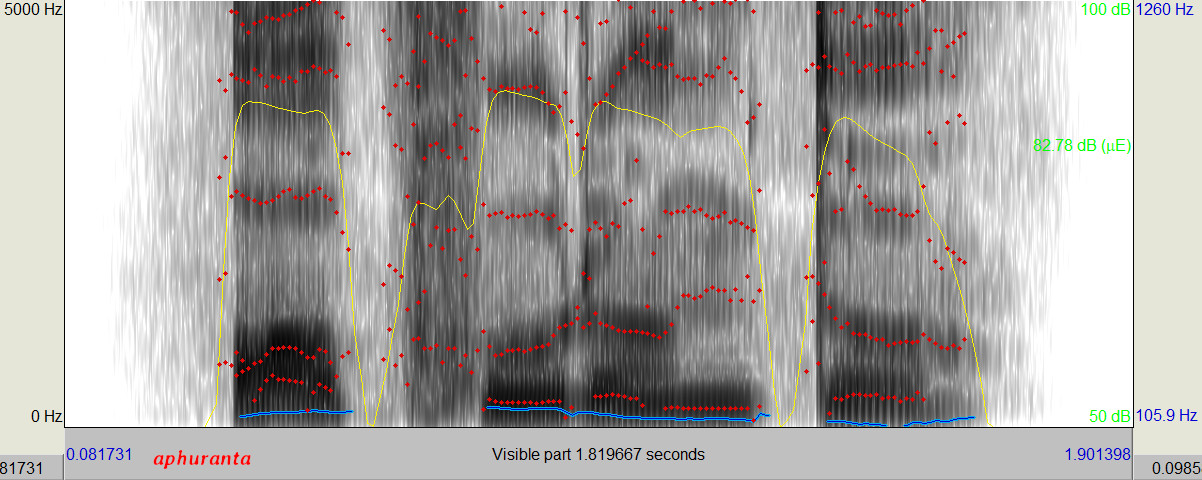 5000 Hz
100 dB
1260 Hz
82.78 dB (µE)
0 Hz
50 dB
105.9 Hz
81731
0.081731
aphuranta
Visible part 1.819667 seconds
1.901398
0.0985